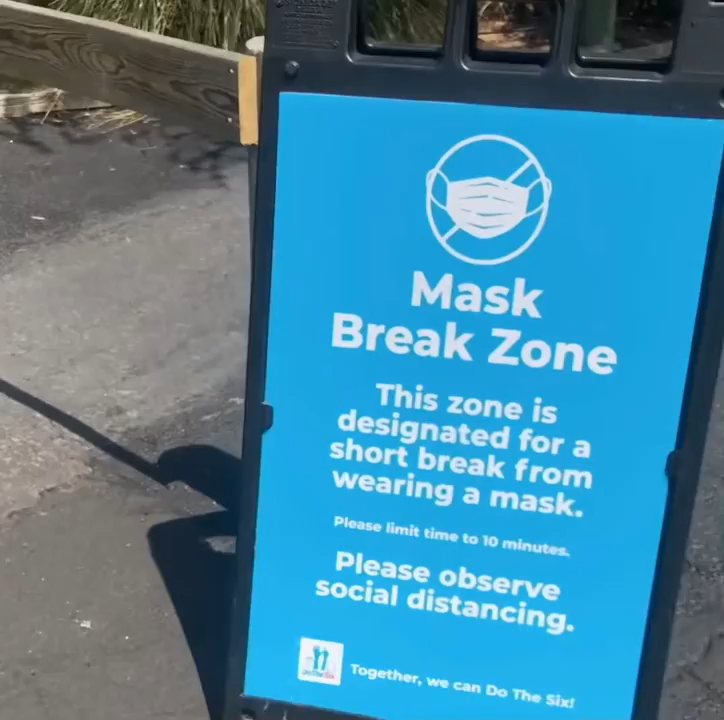 Mask
Break Zone
This zone is
designated for a
short break from
wearing a mask.
Please limit time to 10 minutes.
Please observe
social distancing.
Together, we can Do The Six!